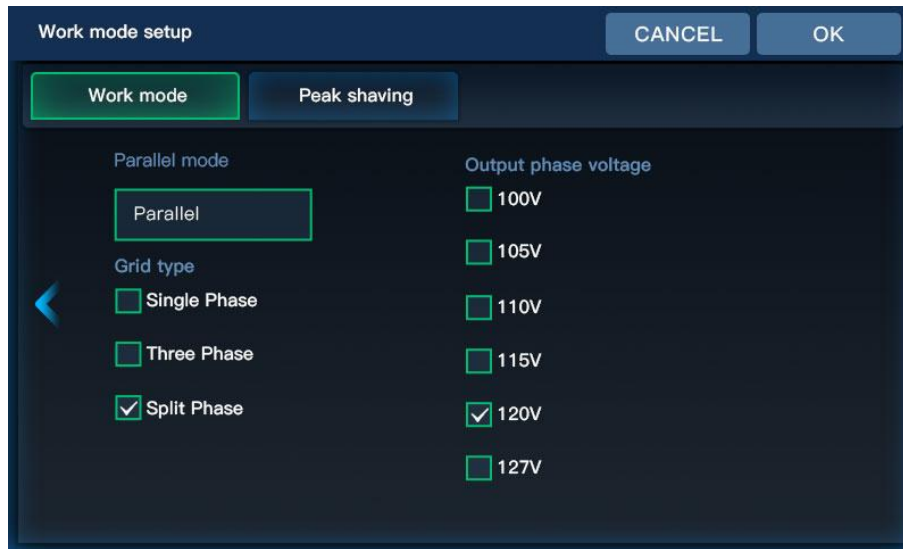 Work mode setup
CANCEL
OK
Work mode
Peak shaving
Parallel mode
Parallel
Grid type
Single Phase
Three Phase
Split Phase
Output phase voltage
100V
105V
110V
115V
120V
127V